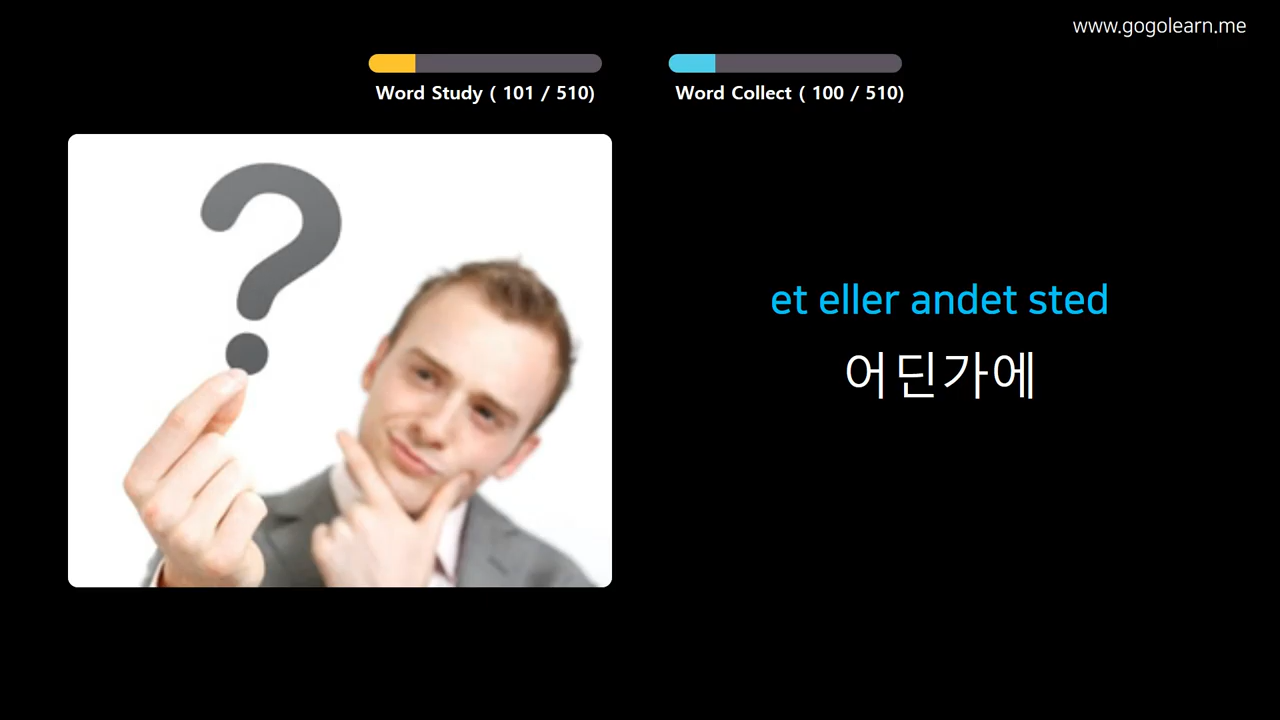 www.gogolearn.me
Word Study ( 101 / 510)
Word Collect ( 100 / 510)
et eller andet sted
어딘가에